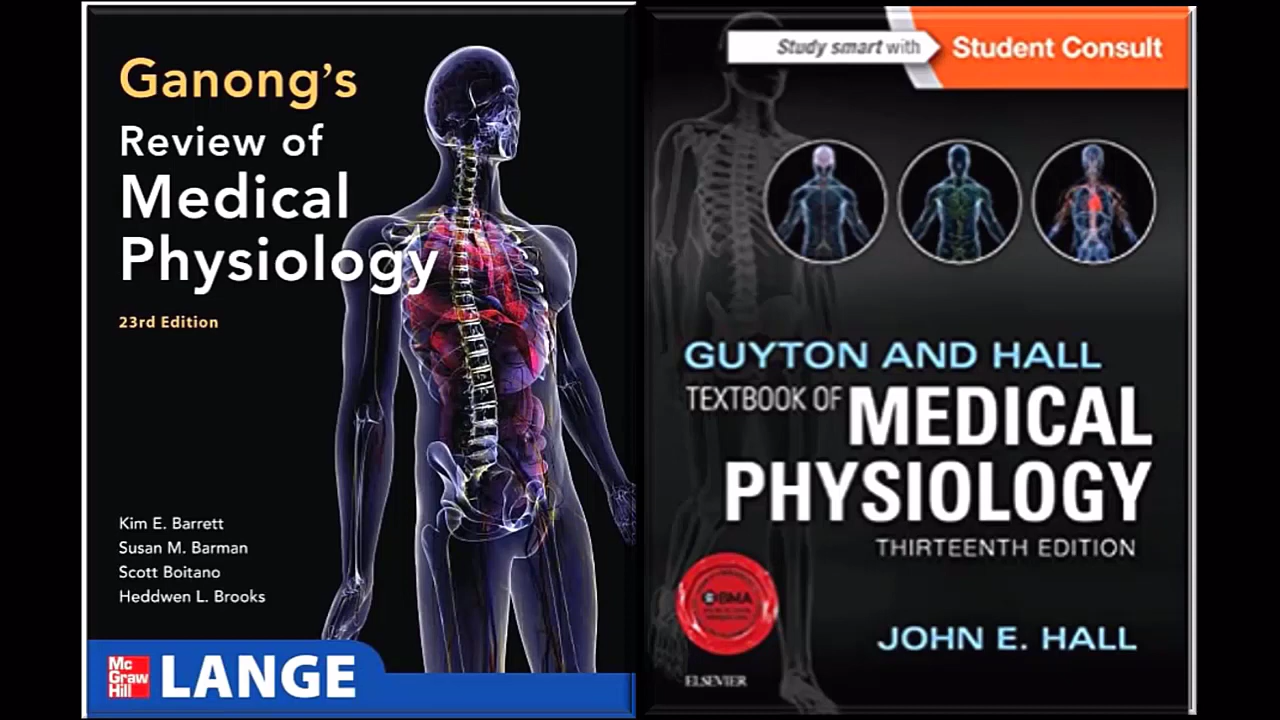 Ganong's
Review of
Medical
Physiology
23rd Edition
Kim E. Barrett
Susan M. Barman
Scott Boitano
Heddwen L. Brooks
Mc
Graw
Hill
LANGE
Study smart with
Student Consult
GUYTON AND HALL
TEXTBOOK OF
MEDICAL
PHYSIOLOGY
THIRTEENTH EDITION
BMA
JOHN E. HALL
ELSEVIER